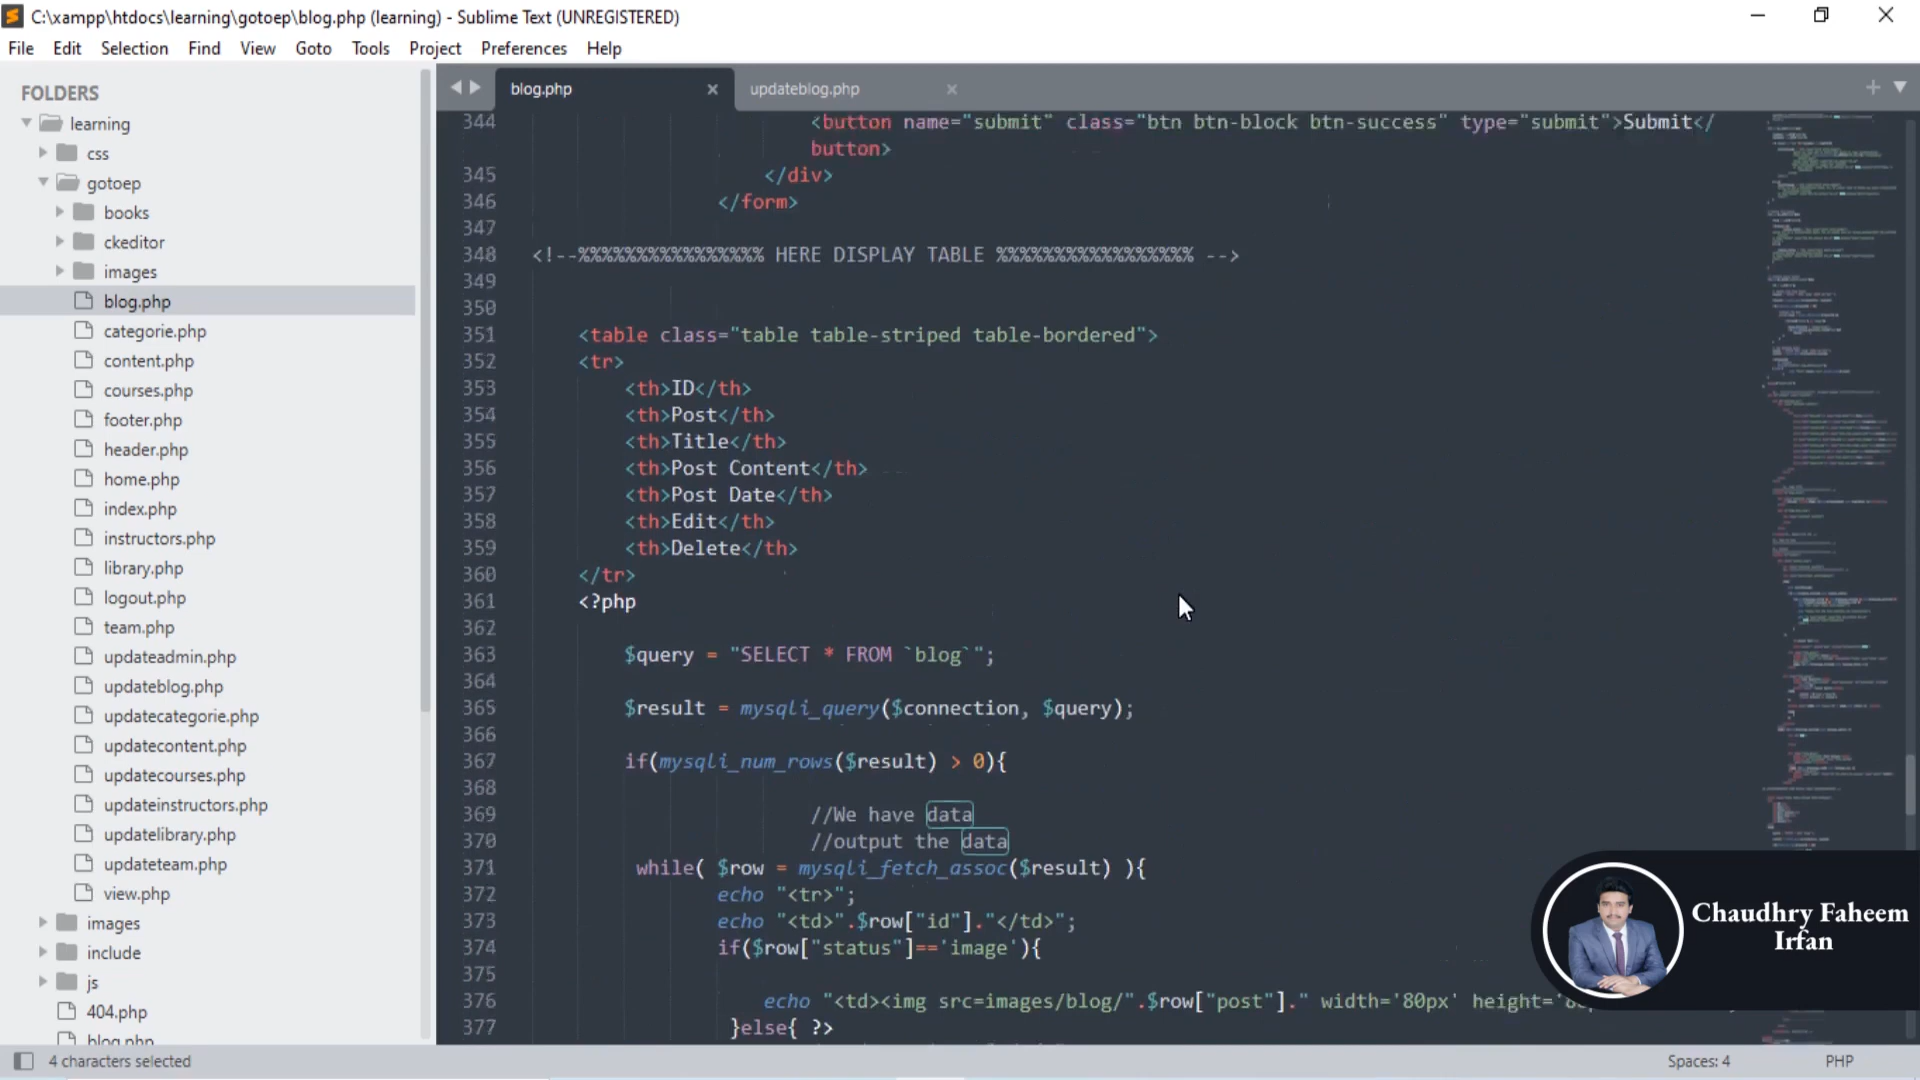 C:\xampp\htdocs\learning\gotoep\blog.php (learning) - Sublime Text (UNREGISTERED)
File Edit Selection Find View Goto Tools Project Preferences Help
FOLDERS
learning
css
gotoep
books
ckeditor
images
blog.php
categorie.php
content.php
courses.php
footer.php
header.php
home.php
index.php
instructors.php
library.php
logout.php
team.php
updateadmin.php
updateblog.php
updatecategorie.php
updatecontent.php
updatecourses.php
updateinstructors.php
updatelibrary.php
updateteam.php
view.php
images
include
js
404.php
blog.php
blog.php updateblog.php
344 <button name="submit" class="btn btn-block btn-success" type="submit">Submit</
button>
345 </div>
346 </form>
347
348 <!--%%%%%%%%%%%%%%%% HERE DISPLAY TABLE %%%%%%%%%%%%%%%%% -->
349
350
351 <table class="table table-striped table-bordered">
352 <tr>
353 <th>ID</th>
354 <th>Post</th>
355 <th>Title</th>
356 <th>Post Content</th>
357 <th>Post Date</th>
358 <th>Edit</th>
359 <th>Delete</th>
360 </tr>
361 <?php
362
363 $query = "SELECT * FROM `blog`";
364
365 $result = mysqli_query($connection, $query);
366
367 if(mysqli_num_rows($result) > 0){
368
369 //We have data
370 //output the data
371 while( $row = mysqli_fetch_assoc($result) ){
372 echo "<tr>";
373 echo "<td>".$row["id"]."</td>";
374 if($row["status"]=='image'){
375
376 echo "<td><img src=images/blog/".$row["post"]." width='80px'
377 }else{ ?>
Chaudhry Faheem
Irfan
4 characters selected
Spaces: 4 PHP